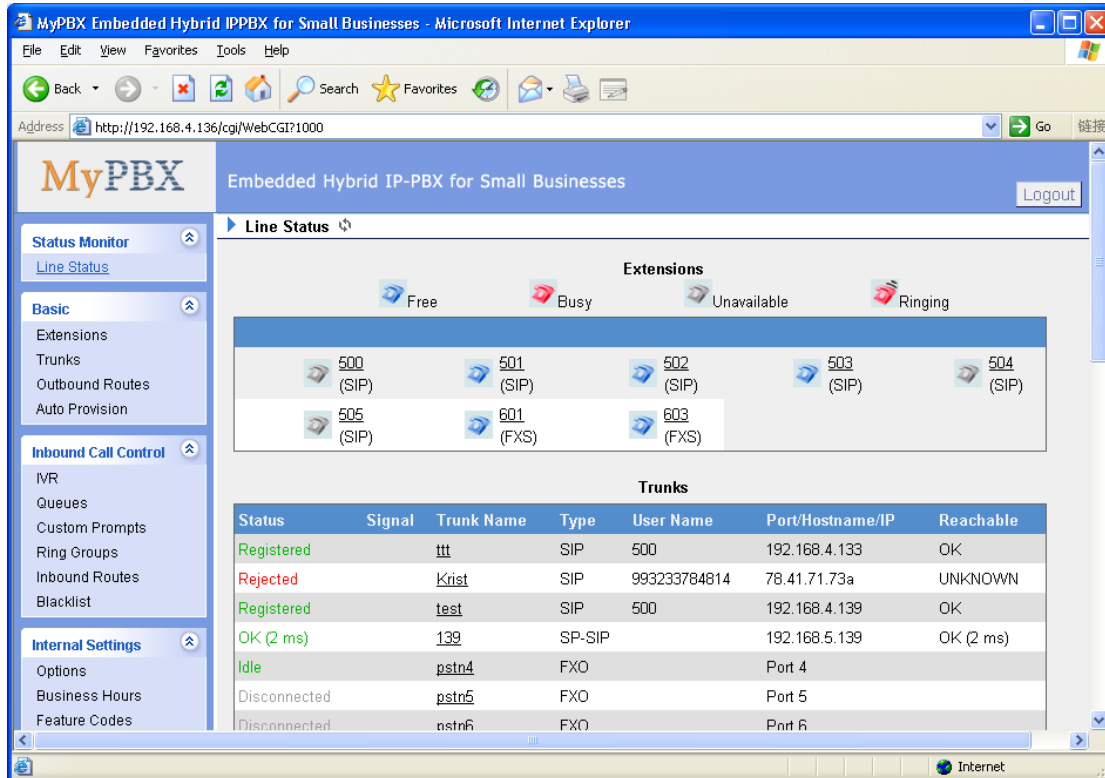 MyPBX Embedded Hybrid IPPBX for Small Businesses - Microsoft Internet Explorer
File Edit View Favorites Tools Help
Back Search Favorites
Address http://192.168.4.136/cgi/WebCGI?1000 Go 链接
MyPBX Embedded Hybrid IP-PBX for Small Businesses
Logout
Status Monitor
Line Status
Basic
Extensions
Trunks
Outbound Routes
Auto Provision
Inbound Call Control
IVR
Queues
Custom Prompts
Ring Groups
Inbound Routes
Blacklist
Internal Settings
Options
Business Hours
Feature Codes
Line Status
Extensions
Free Busy Unavailable Ringing
500 501 502 503 504
(SIP) (SIP) (SIP) (SIP) (SIP)
505 601 603
(SIP) (FXS) (FXS)
Trunks
Status Signal Trunk Name Type User Name Port/Hostname/IP Reachable
Registered ttt SIP 500 192.168.4.133 OK
Rejected Krist SIP 993233784814 78.41.71.73a UNKNOWN
Registered test SIP 500 192.168.4.139 OK
OK (2 ms) 139 SP-SIP 192.168.5.139 OK (2 ms)
Idle pstn4 FXO Port 4
Disconnected pstn5 FXO Port 5
Disconnected pstn6 FXO Port 6
Internet